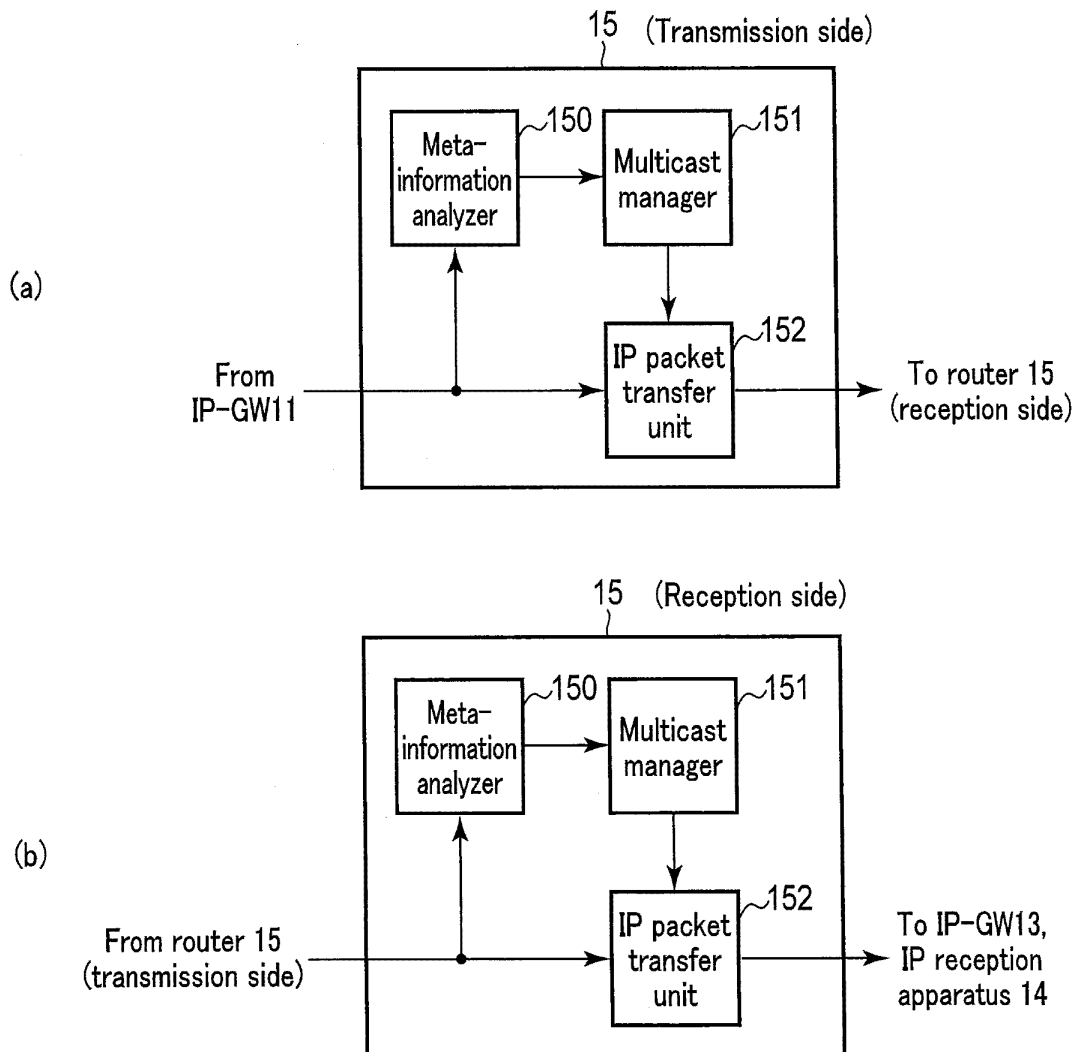 15 (Transmission side)
150
151
Meta-
information
analyzer
Multicast
manager
(a)
152
From
IP-GW11
IP packet
transfer
unit
To router 15
(reception side)
15 (Reception side)
150
151
Meta-
information
analyzer
Multicast
manager
(b)
152
From router 15
(transmission side)
IP packet
transfer
unit
To IP-GW13,
IP reception
apparatus 14